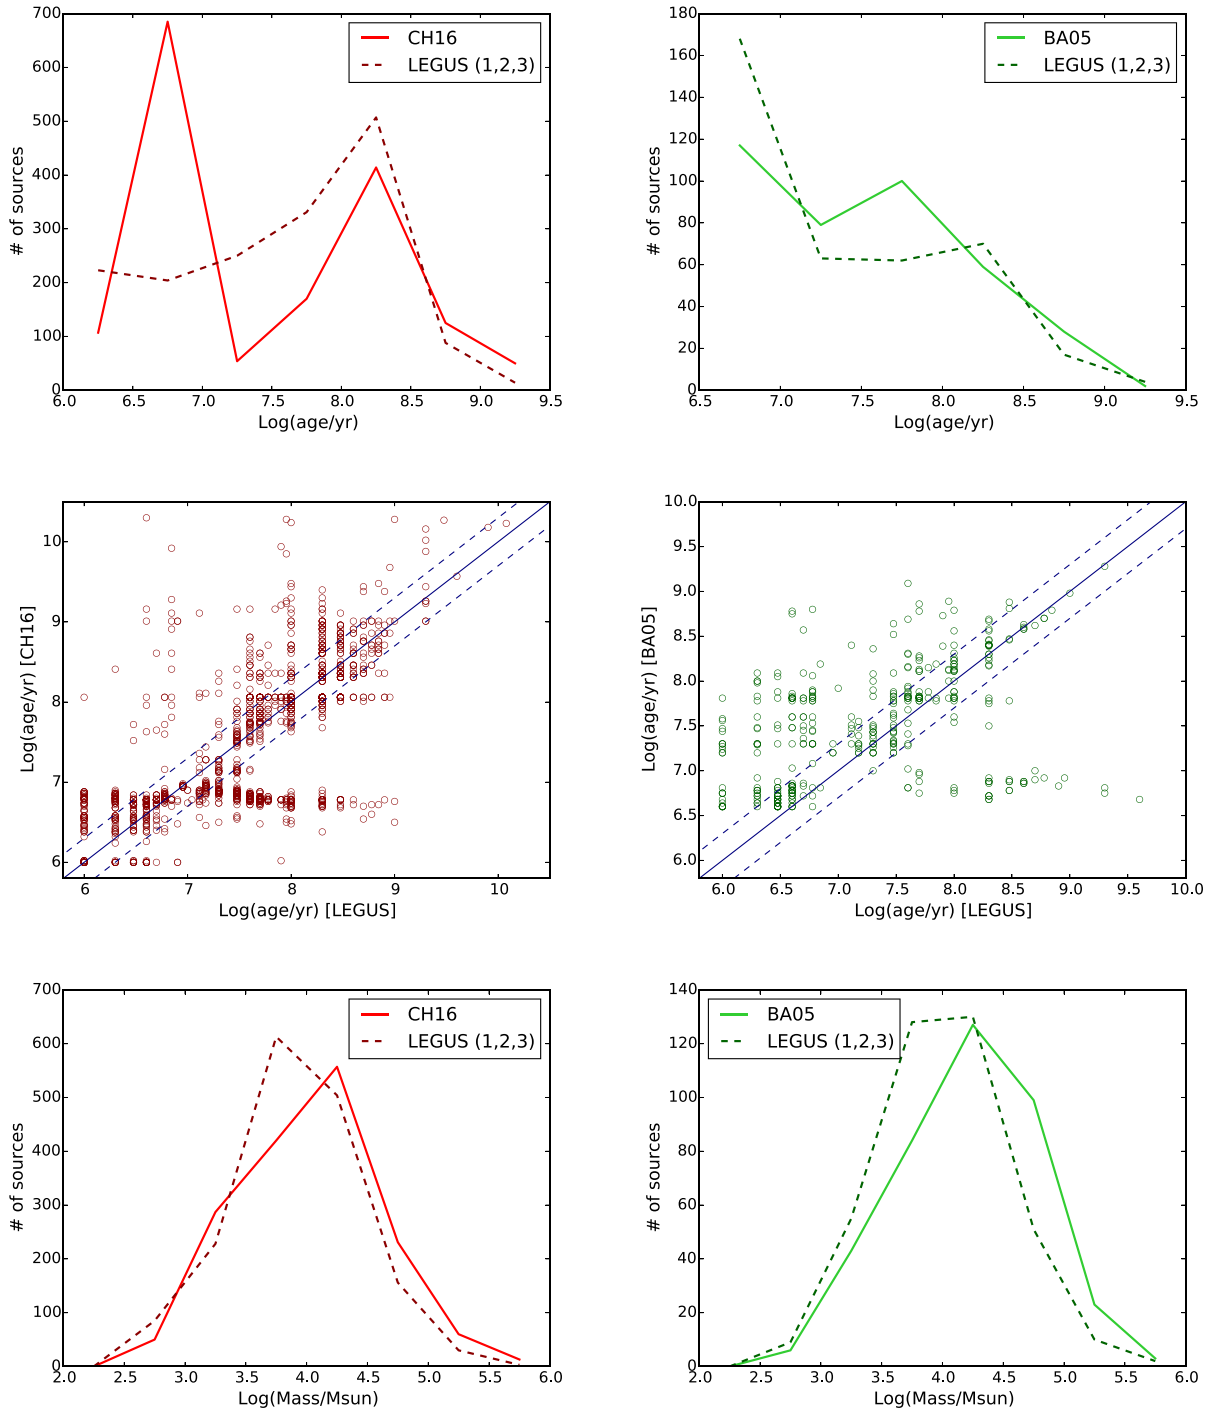 700
600
500
400
300
200
100
0
6.0 6.5 7.0 7.5 8.0 8.5 9.0 9.5
# of sources
Log(age/yr)
CH16
LEGUS (1,2,3)
180
160
140
120
100
80
60
40
20
0
6.5 7.0 7.5 8.0 8.5 9.0 9.5
# of sources
Log(age/yr)
BA05
LEGUS (1,2,3)
10
9
8
7
6
6 7 8 9 10
Log(age/yr) [CH16]
Log(age/yr) [LEGUS]
10.0
9.5
9.0
8.5
8.0
7.5
7.0
6.5
6.0
6.0 6.5 7.0 7.5 8.0 8.5 9.0 9.5 10.0
Log(age/yr) [BA05]
Log(age/yr) [LEGUS]
700
600
500
400
300
200
100
0
2.0 2.5 3.0 3.5 4.0 4.5 5.0 5.5 6.0
# of sources
Log(Mass/Msun)
CH16
LEGUS (1,2,3)
140
120
100
80
60
40
20
0
2.0 2.5 3.0 3.5 4.0 4.5 5.0 5.5 6.0
# of sources
Log(Mass/Msun)
BA05
LEGUS (1,2,3)